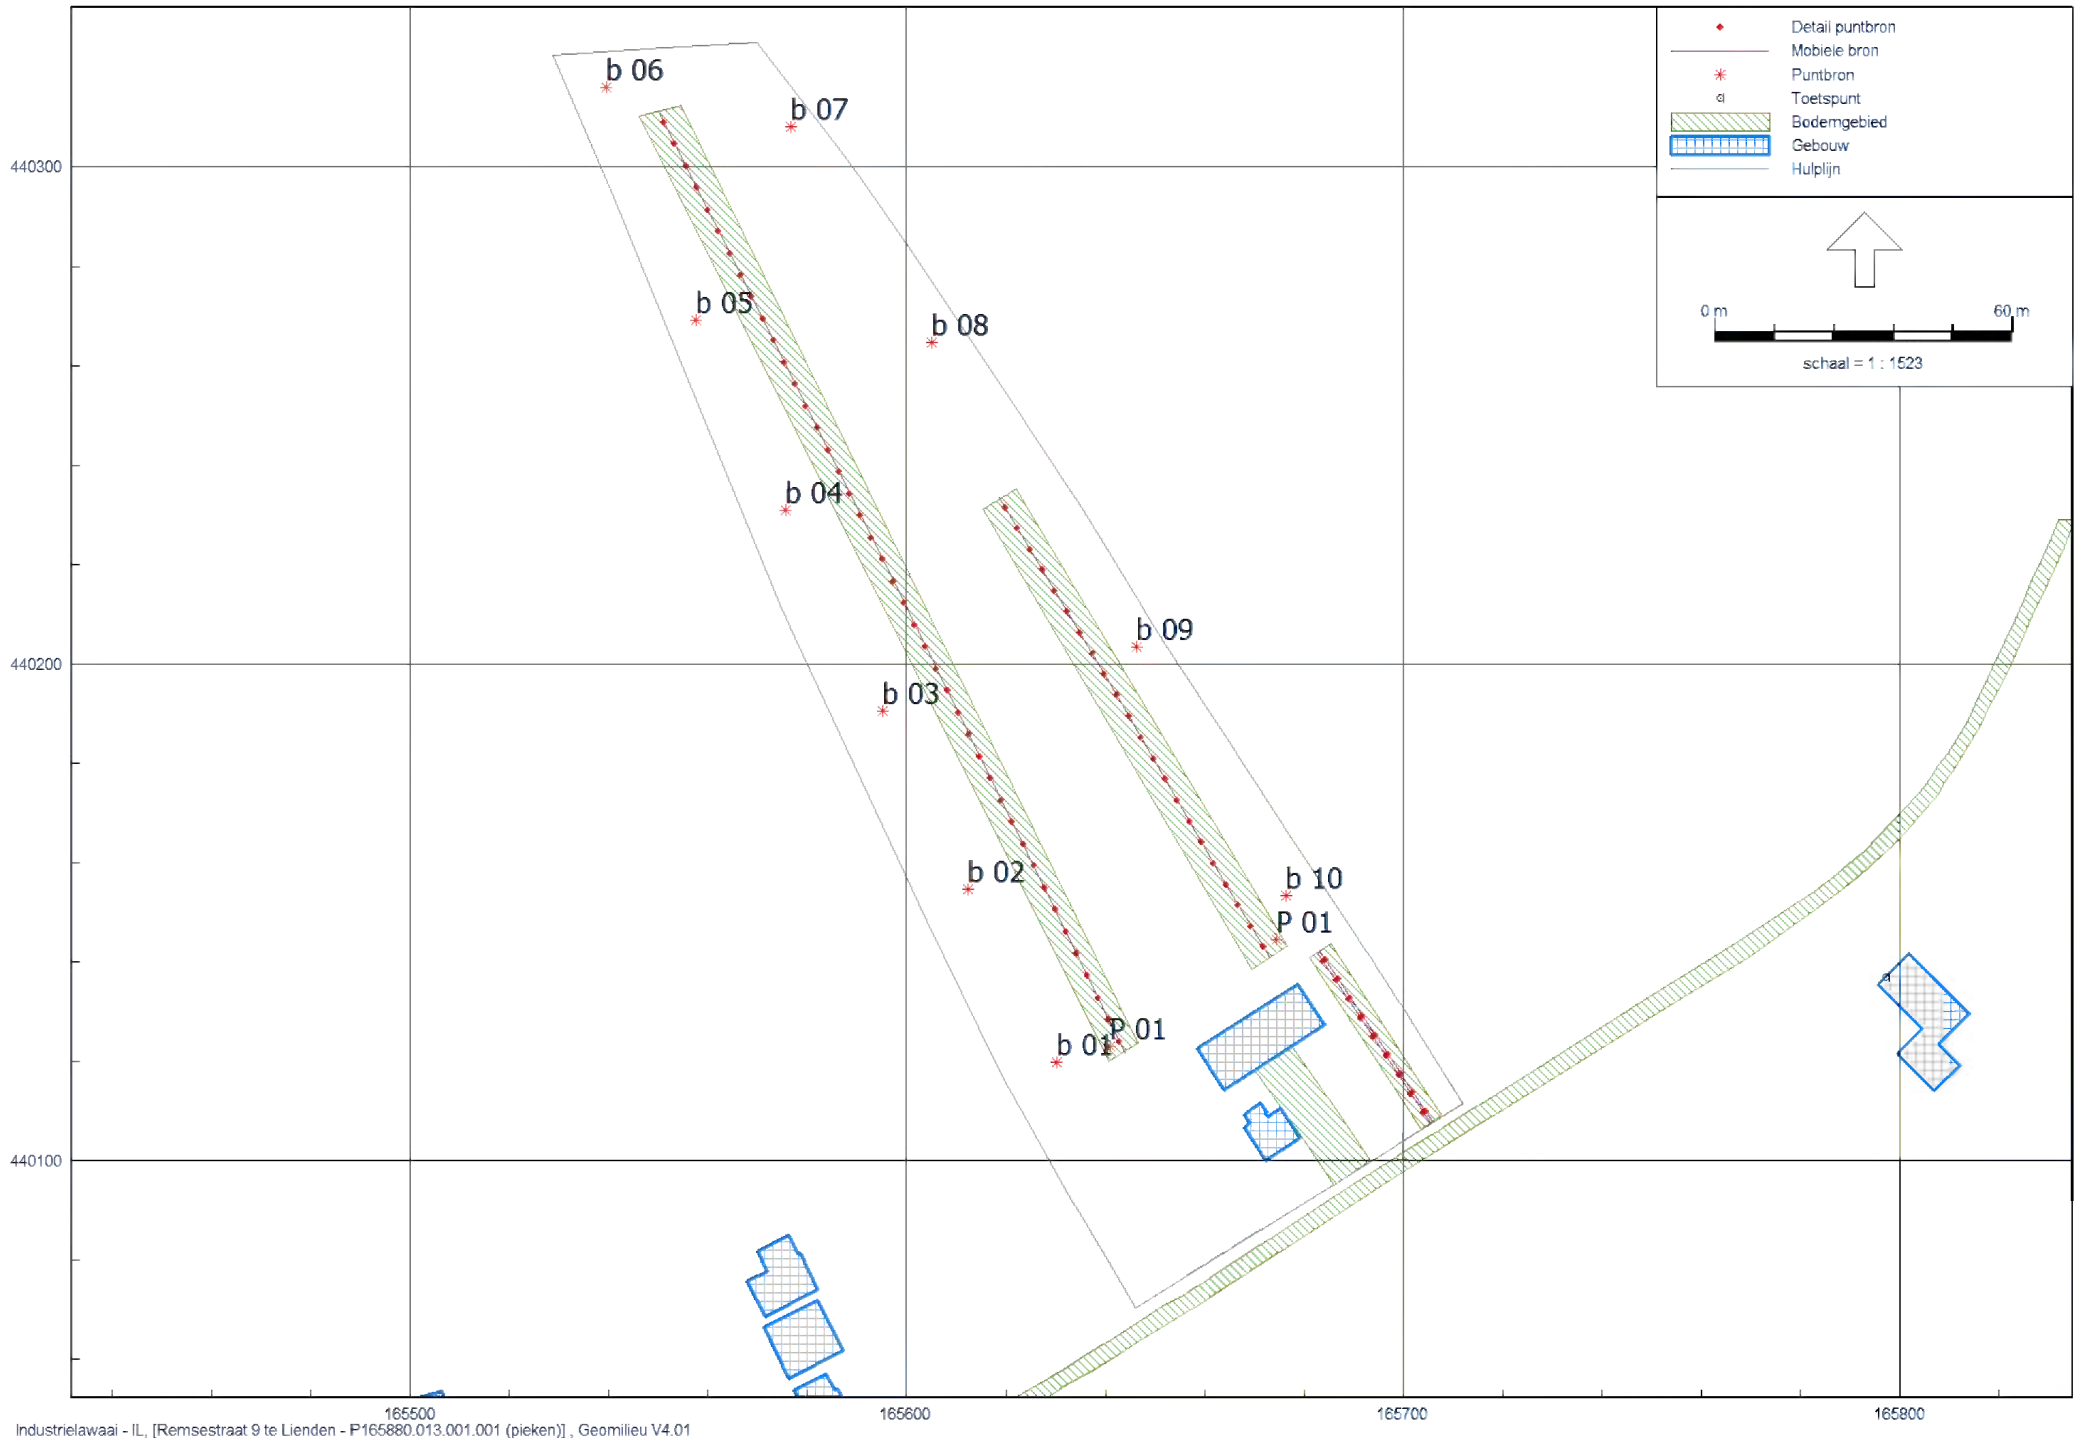 Detail puntbron
Mobiele bron
Puntbron
Toetspunt
Bodemgebied
Gebouw
Hulplijn
0 m 60 m
schaal = 1 : 1523
b 06
b 07
440300
b 05
b 08
b 04
b 09
440200
b 03
b 02
b 10
P 01
P 01
b 01
440100
165500 165600 165700 165800
Industrielawaai - IL, [Remsestraat 9 te Lienden - P165880.013.001.001 (pieken)] , Geomilieu V4.01